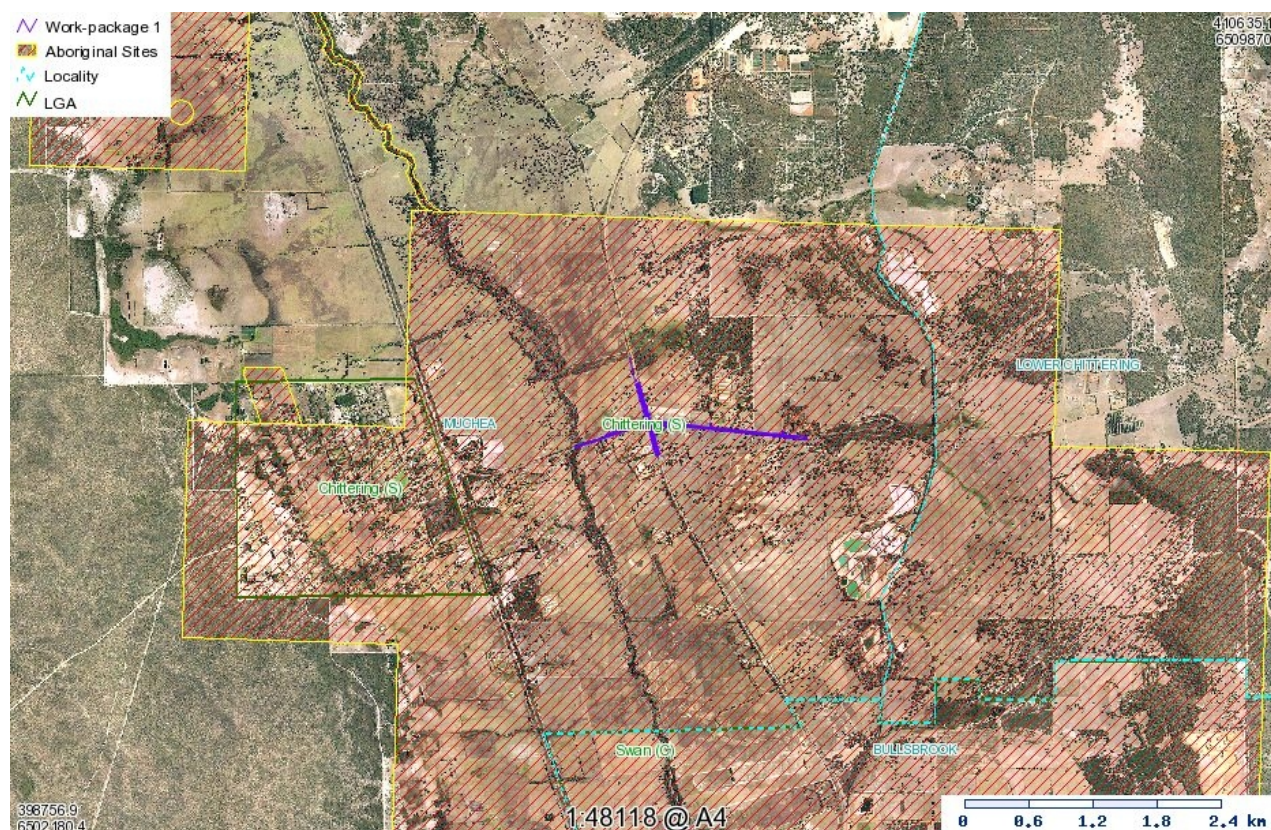 Work-package 1
Aboriginal Sites
Locality
LGA
410635.1
6509870
LOWER CHITTERING
MUCHEA
Chittering (S)
Chittering (S)
Swan (C)
BULLSBROOK
398756.9
6502180.4
1:48118 @ A4
0 0.6 1.2 1.8 2.4 km